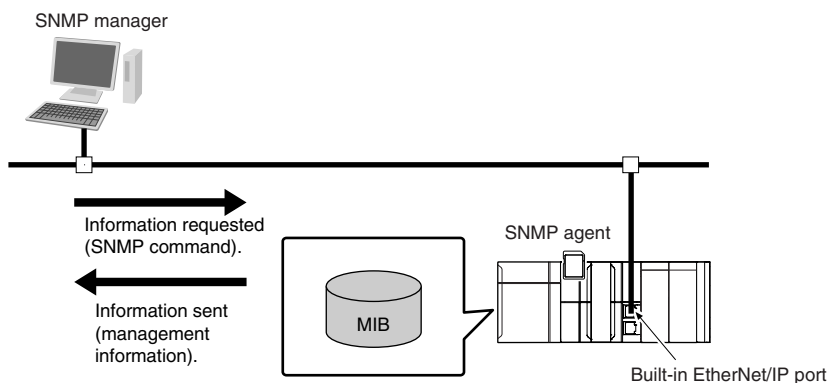 SNMP manager
Information requested
(SNMP command).
SNMP agent
Information sent
(management
information).
MIB
Built-in EtherNet/IP port